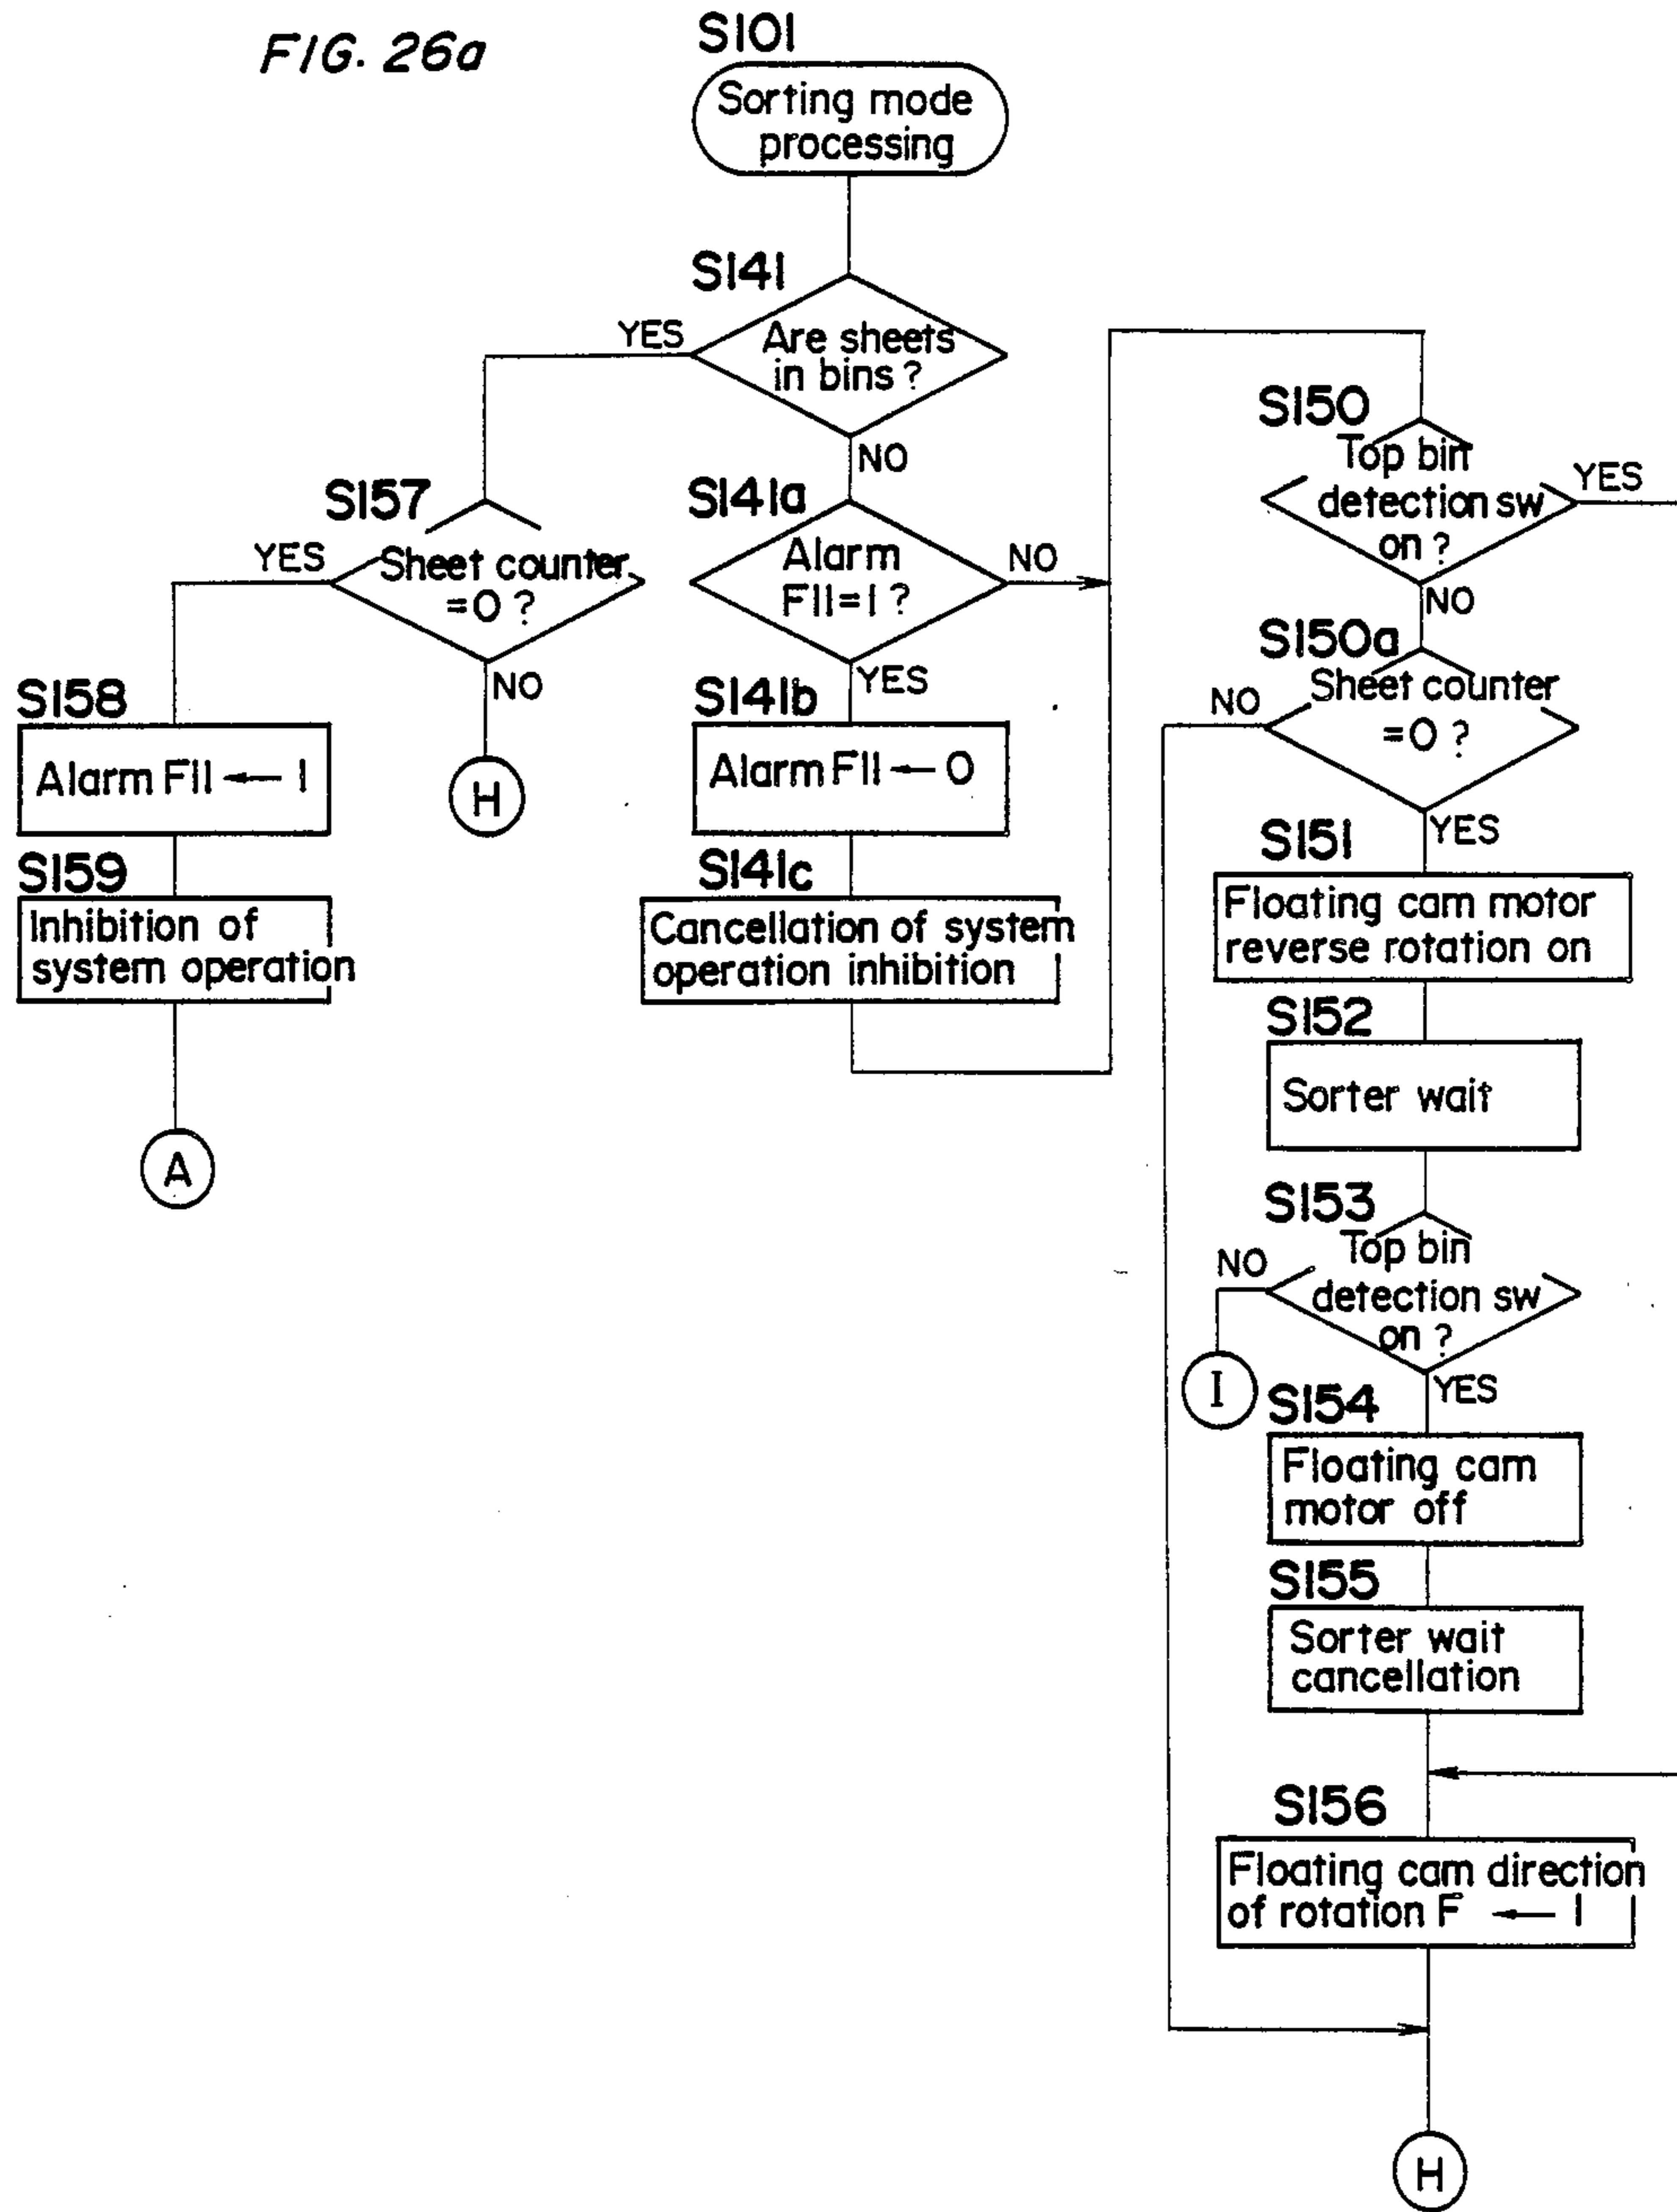 FIG. 26a
S101
Sorting mode
processing
S141
YES
Are sheets
in bins ?
NO
S157
YES
Sheet counter
=0 ?
NO
H
S158
Alarm F11 ← 1
S159
Inhibition of
system operation
A
S141a
Alarm
F11=1 ?
NO
YES
S141b
Alarm F11 ← 0
S141c
Cancellation of system
operation inhibition
S150
Top bin
detection sw
on ?
YES
NO
S150a
Sheet counter
=0 ?
NO
YES
S151
Floating cam motor
reverse rotation on
S152
Sorter wait
S153
Top bin
detection sw
on ?
NO
I
YES
S154
Floating cam
motor off
S155
Sorter wait
cancellation
S156
Floating cam direction
of rotation F ← 1
H